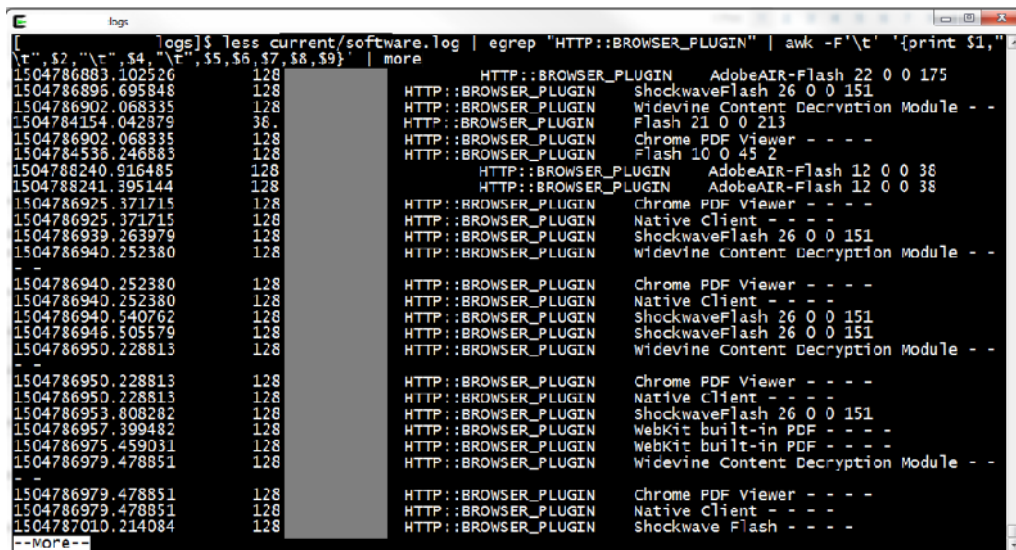 logs
[ logs]$ less current/software.log | egrep "HTTP::BROWSER_PLUGIN" | awk -F'\t' '{print $1,"
\t",$2,"\t",$4,"\t",$5,$6,$7,$8,$9}' | more
1504786883.102526 128 HTTP::BROWSER_PLUGIN AdobeAIR-Flash 22 0 0 175
1504786896.695848 128 HTTP::BROWSER_PLUGIN ShockwaveFlash 26 0 0 151
1504786902.068335 128 HTTP::BROWSER_PLUGIN Widevine Content Decryption Module - -
1504784154.042879 38. HTTP::BROWSER_PLUGIN Flash 21 0 0 213
1504786902.068335 128 HTTP::BROWSER_PLUGIN Chrome PDF Viewer - - - -
1504784538.246883 128 HTTP::BROWSER_PLUGIN Flash 10 0 45 2
1504788240.916485 128 HTTP::BROWSER_PLUGIN AdobeAIR-Flash 12 0 0 38
1504788241.395144 128 HTTP::BROWSER_PLUGIN AdobeAIR-Flash 12 0 0 38
1504786925.371715 128 HTTP::BROWSER_PLUGIN Chrome PDF Viewer - - - -
1504786925.371715 128 HTTP::BROWSER_PLUGIN Native Client - - - -
1504786939.263979 128 HTTP::BROWSER_PLUGIN ShockwaveFlash 26 0 0 151
1504786940.252380 128 HTTP::BROWSER_PLUGIN Widevine Content Decryption Module - -
- -
1504786940.252380 128 HTTP::BROWSER_PLUGIN Chrome PDF Viewer - - - -
1504786940.252380 128 HTTP::BROWSER_PLUGIN Native Client - - - -
1504786940.540762 128 HTTP::BROWSER_PLUGIN ShockwaveFlash 26 0 0 151
1504786946.505579 128 HTTP::BROWSER_PLUGIN ShockwaveFlash 26 0 0 151
1504786950.228813 128 HTTP::BROWSER_PLUGIN Widevine Content Decryption Module - -
- -
1504786950.228813 128 HTTP::BROWSER_PLUGIN Chrome PDF Viewer - - - -
1504786950.228813 128 HTTP::BROWSER_PLUGIN Native Client - - - -
1504786953.808282 128 HTTP::BROWSER_PLUGIN ShockwaveFlash 26 0 0 151
1504786957.399482 128 HTTP::BROWSER_PLUGIN WebKit built-in PDF - - - -
1504786975.459031 128 HTTP::BROWSER_PLUGIN WebKit built-in PDF - - - -
1504786979.478851 128 HTTP::BROWSER_PLUGIN Widevine Content Decryption Module - -
- -
1504786979.478851 128 HTTP::BROWSER_PLUGIN Chrome PDF Viewer - - - -
1504786979.478851 128 HTTP::BROWSER_PLUGIN Native Client - - - -
1504787010.214084 128 HTTP::BROWSER_PLUGIN Shockwave Flash - - - -
--More--